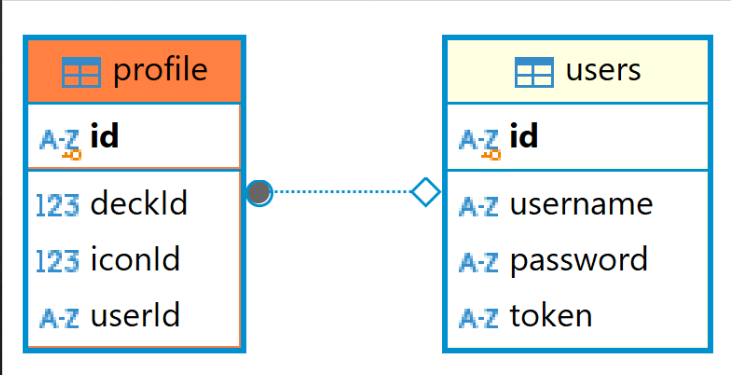 profile
A-Z id
123 deckId
123 iconId
A-Z userId
users
A-Z id
A-Z username
A-Z password
A-Z token